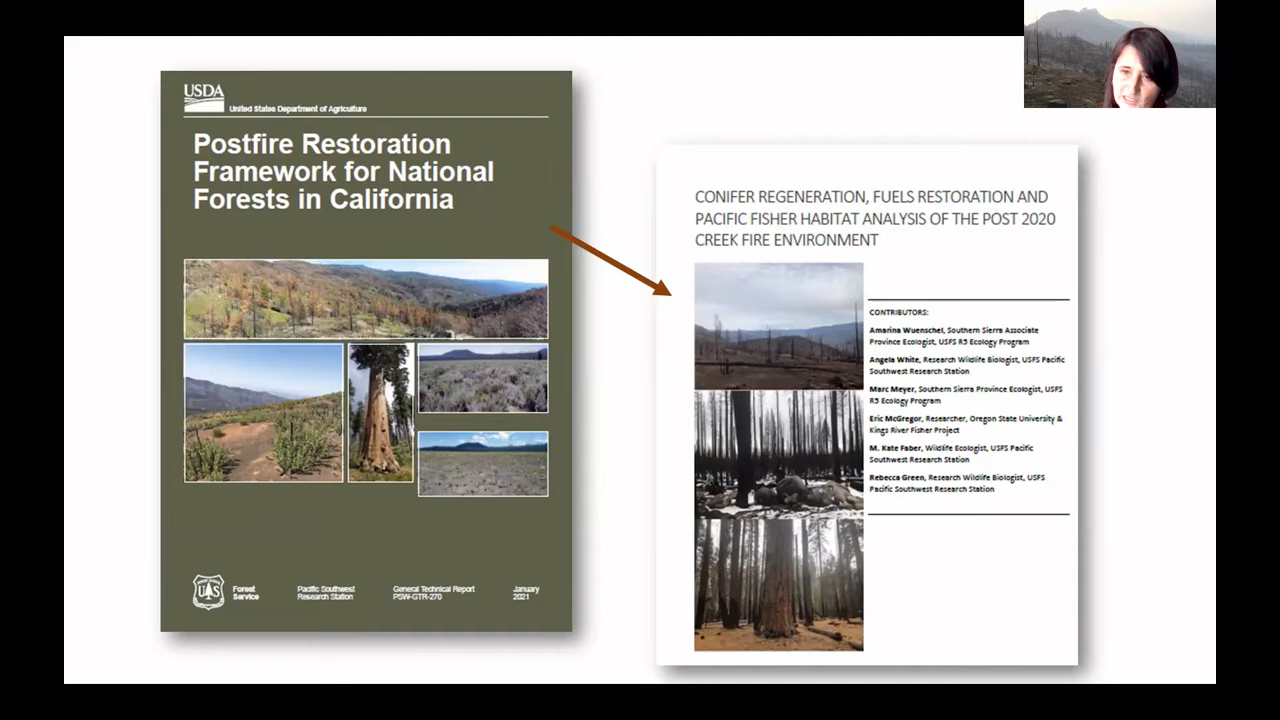 USDA
United States Department of Agriculture
Postfire Restoration
Framework for National
Forests in California
Forest
Service
Pacific Southwest
Research Station
General Technical Report
PSW-GTR-270
January
2021
CONIFER REGENERATION, FUELS RESTORATION AND
PACIFIC FISHER HABITAT ANALYSIS OF THE POST 2020
CREEK FIRE ENVIRONMENT
CONTRIBUTORS:
Amarina Wuenschel, Southern Sierra Associate
Province Ecologist, USFS R5 Ecology Program
Angela White, Research Wildlife Biologist, USFS Pacific
Southwest Research Station
Marc Meyer, Southern Sierra Province Ecologist, USFS
R5 Ecology Program
Eric McGregor, Researcher, Oregon State University &
Kings River Fisher Project
M. Kate Faber, Wildlife Ecologist, USFS Pacific
Southwest Research Station
Rebecca Green, Research Wildlife Biologist, USFS
Pacific Southwest Research Station